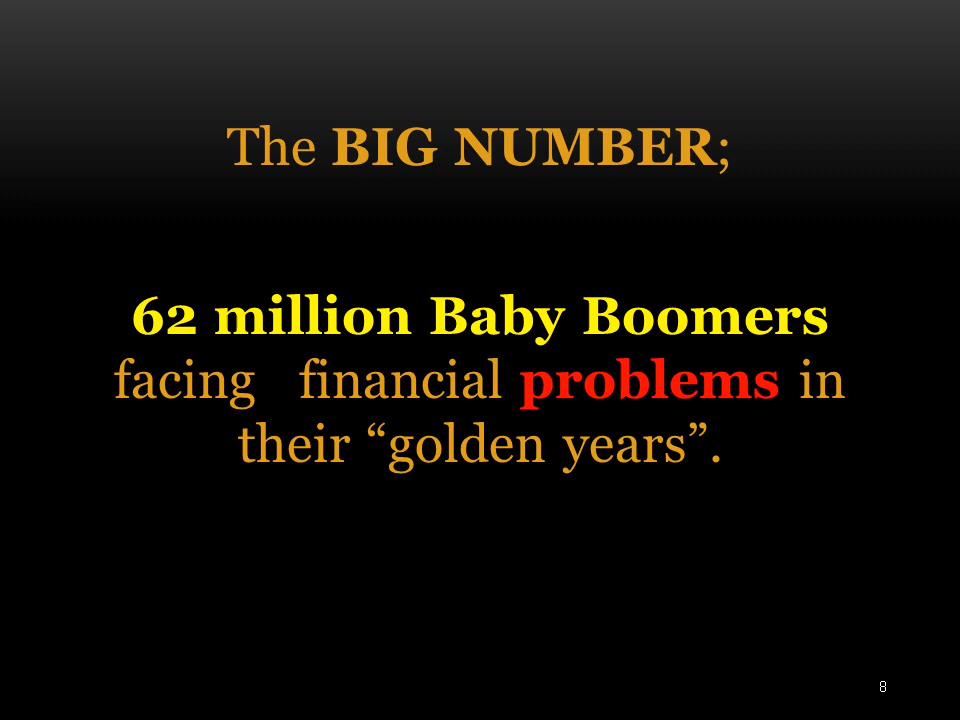 The BIG NUMBER;
62 million Baby Boomers
facing   financial problems in
their “golden years”.
8